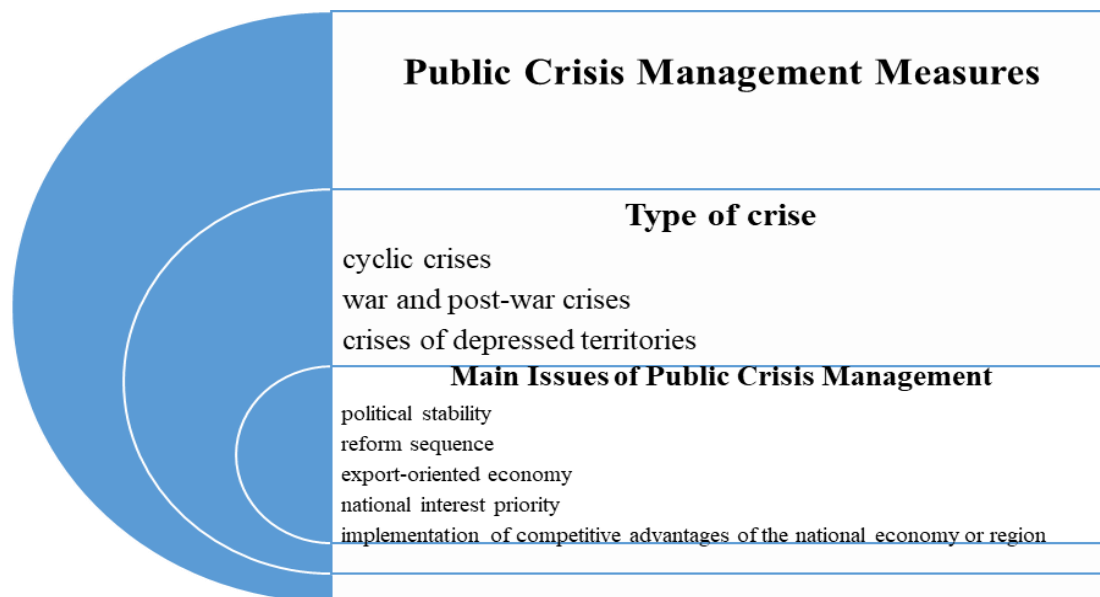 Public Crisis Management Measures
Type of crise
cyclic crises
war and post-war crises
crises of depressed territories
Main Issues of Public Crisis Management
political stability
reform sequence
export-oriented economy
national interest priority
implementation of competitive advantages of the national economy or region